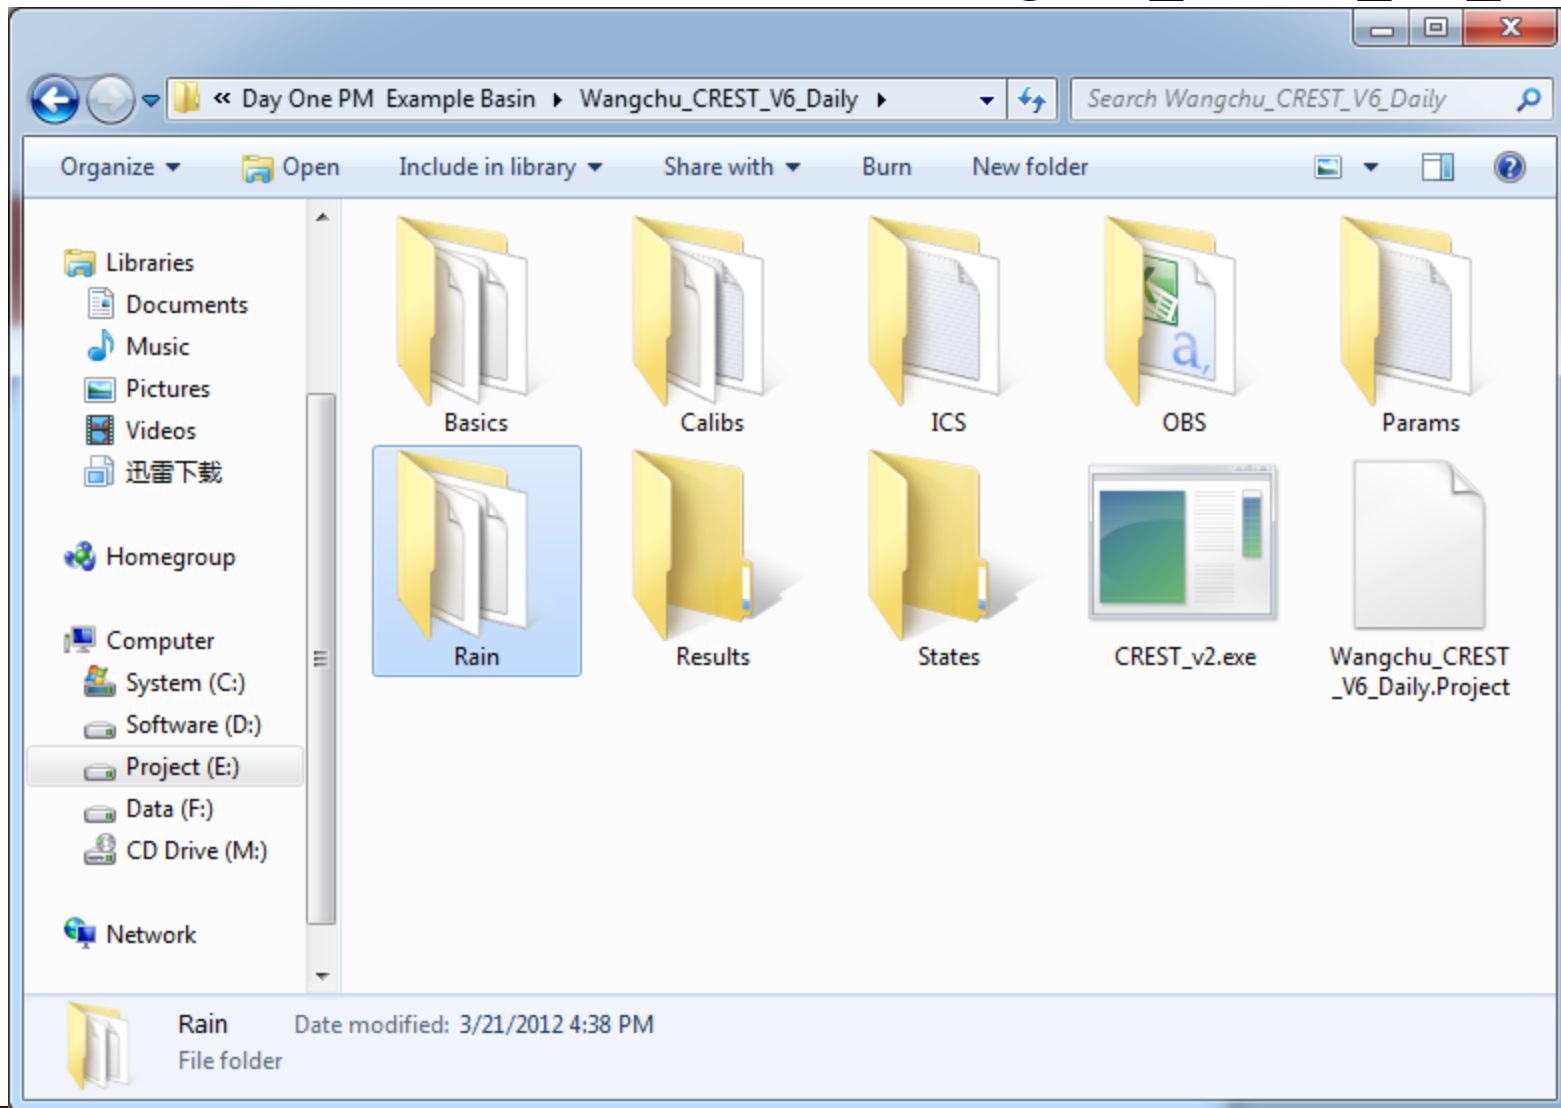 « Day One PM Example Basin Wangchu_CREST_V6_Daily
Search Wangchu_CREST_V6_Daily
Organize Open Include in library Share with Burn New folder
Libraries
Documents
Music
Pictures
Videos
迅雷下载
Homegroup
Computer
System (C:)
Software (D:)
Project (E:)
Data (F:)
CD Drive (M:)
Network
Basics Calibs ICS OBS Params
Rain Results States CREST_v2.exe Wangchu_CREST
_V6_Daily.Project
Rain Date modified: 3/21/2012 4:38 PM
File folder